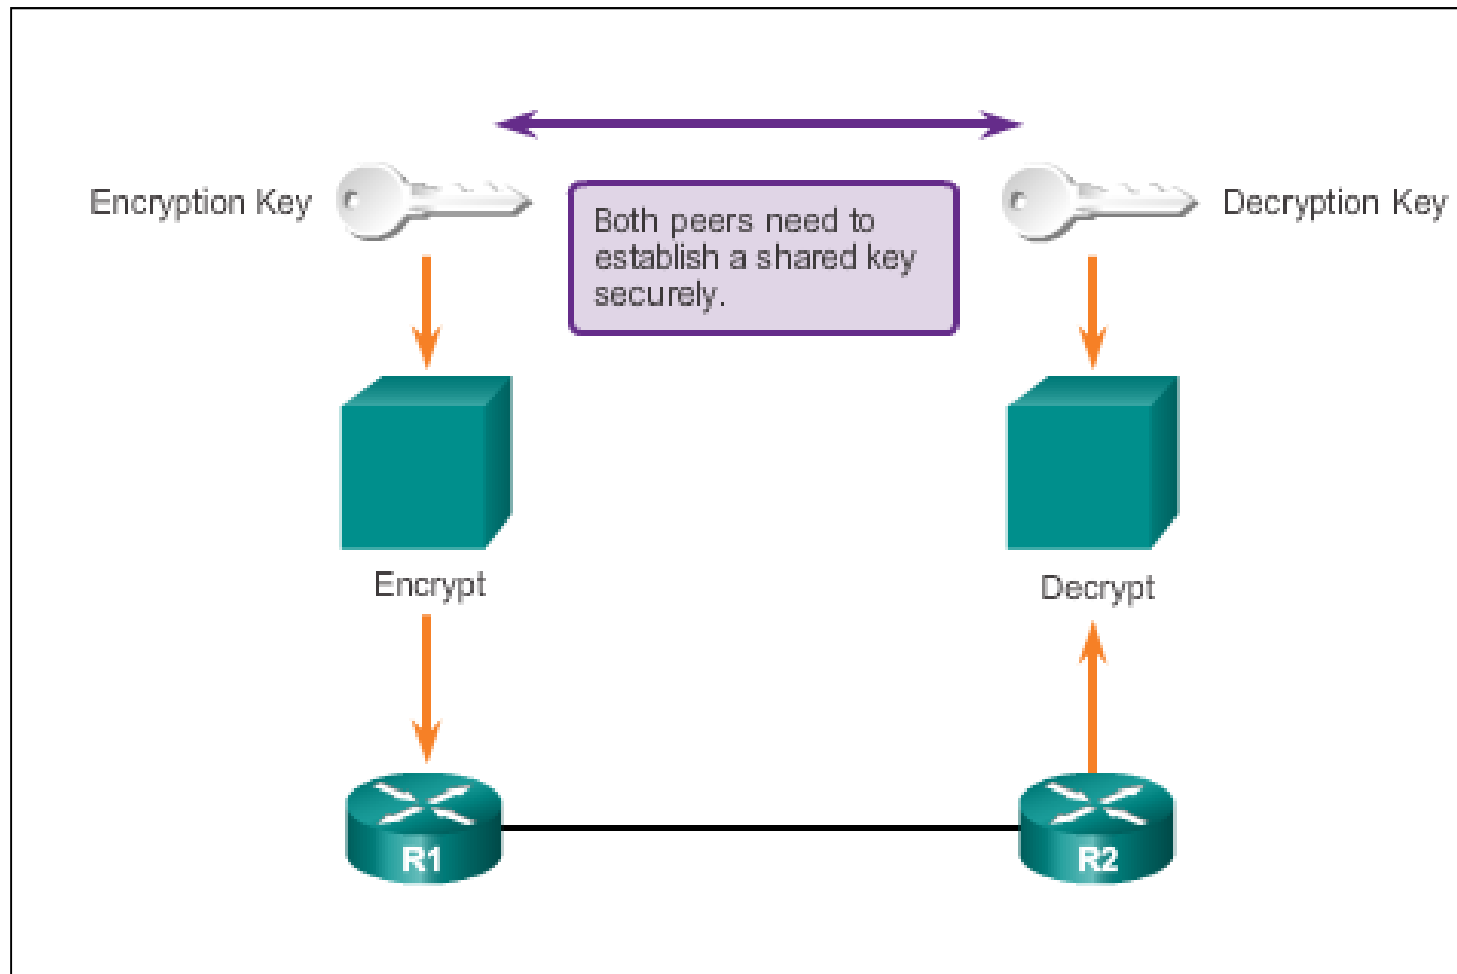 Encryption Key
Both peers need to
establish a shared key
securely.
Decryption Key
Encrypt
Decrypt
R1
R2